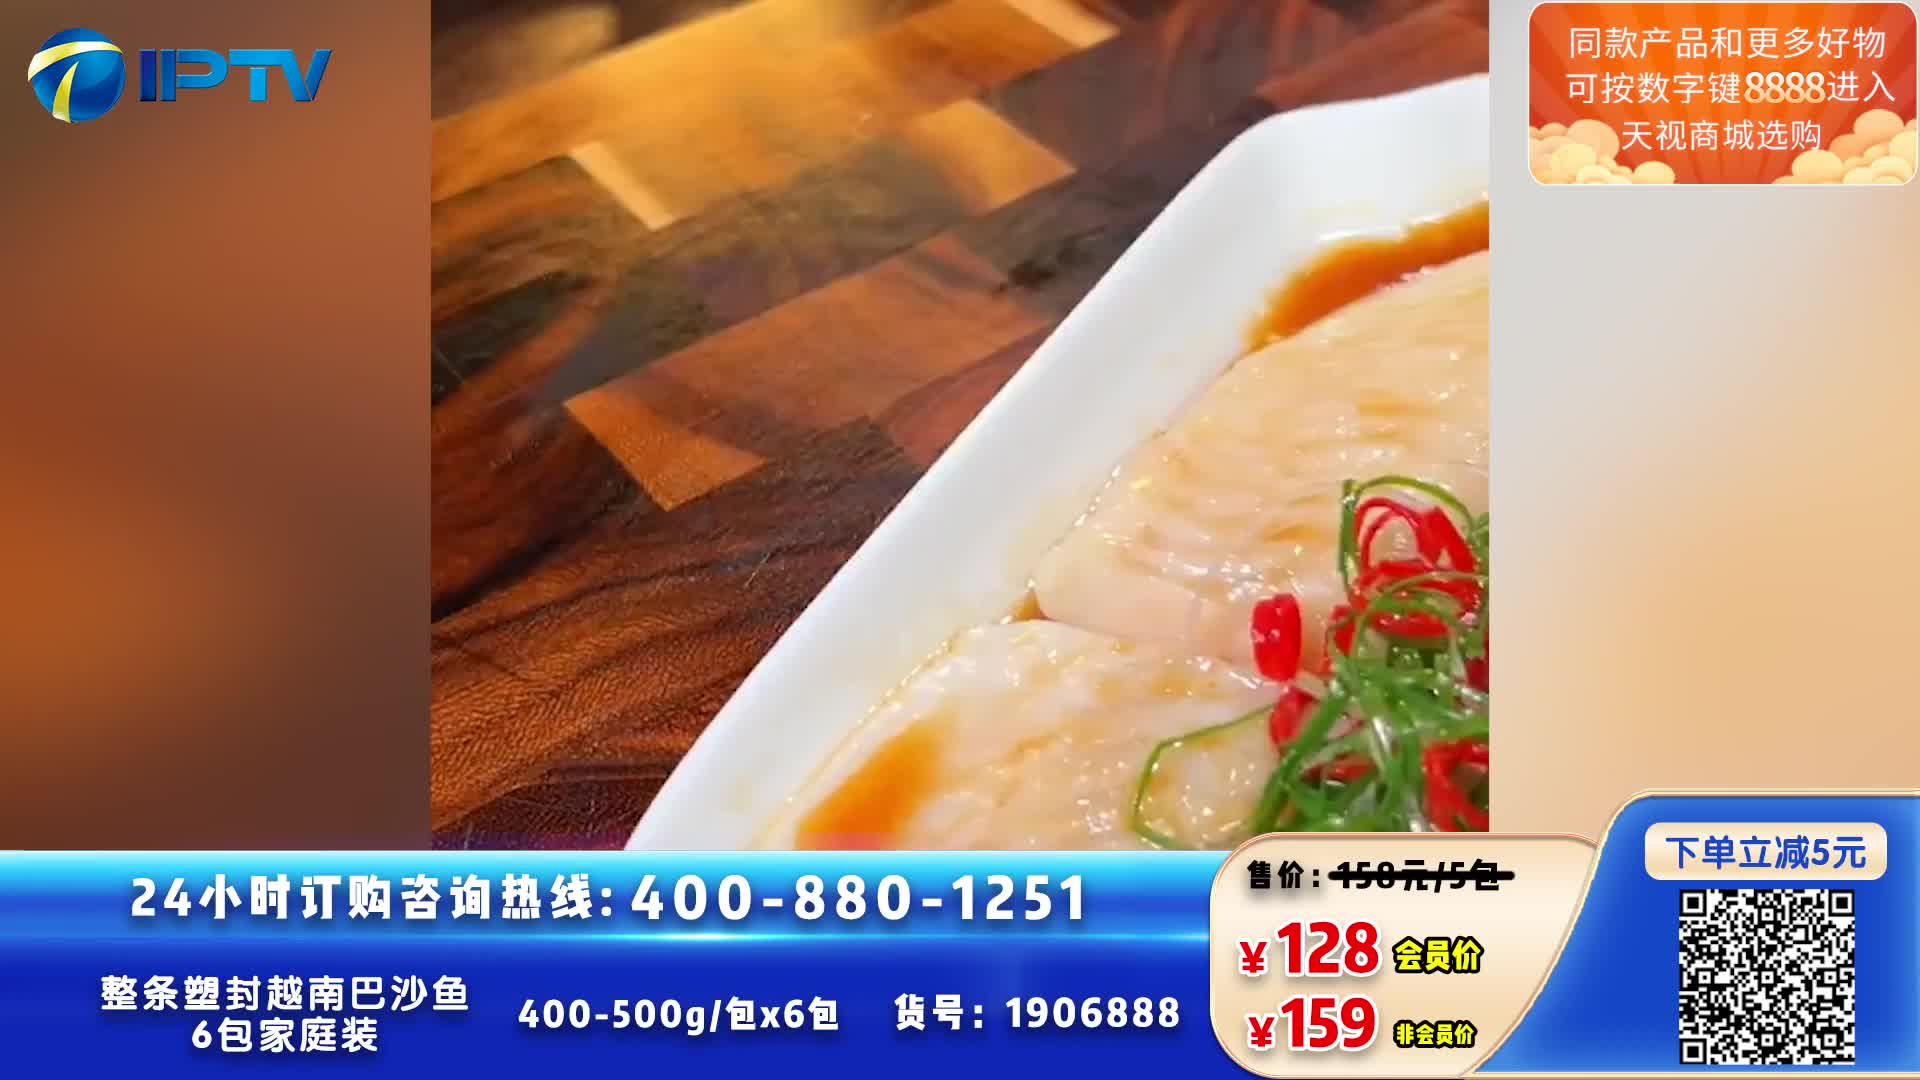 IPTV
同款产品和更多好物
可按数字键8888进入
天视商城选购
24小时订购咨询热线:400-880-1251
整条塑封越南巴沙鱼
6包家庭装
400-500g/包x6包
货号：1906888
售价：158元/5包
¥128 会员价
¥159 非会员价
下单立减5元